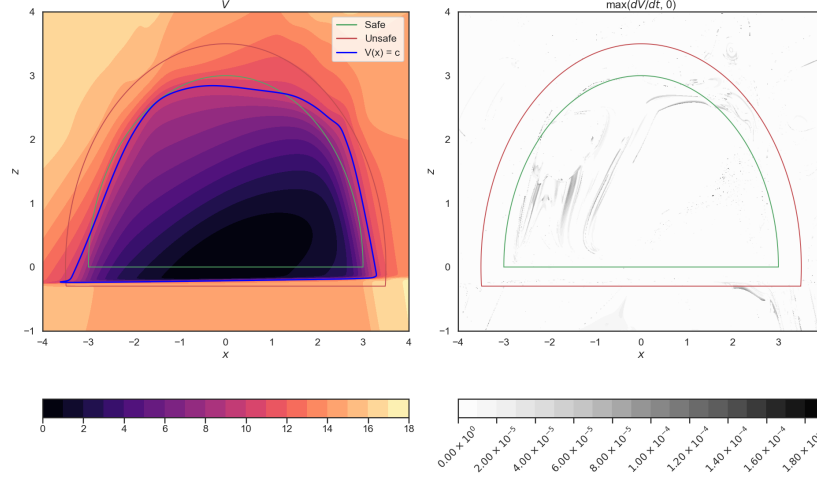 V
max(dV/dt, 0)
Safe
Unsafe
V(x) = c
4
3
2
1
0
−1
z
−4 −3 −2 −1 0 1 2 3 4
x
4
3
2
1
0
−1
z
−4 −3 −2 −1 0 1 2 3
x
0 2 4 6 8 10 12 14 16 18
0.00 × 10⁰
2.00 × 10⁻⁵
4.00 × 10⁻⁵
6.00 × 10⁻⁵
8.00 × 10⁻⁵
1.00 × 10⁻⁴
1.20 × 10⁻⁴
1.40 × 10⁻⁴
1.60 × 10⁻⁴